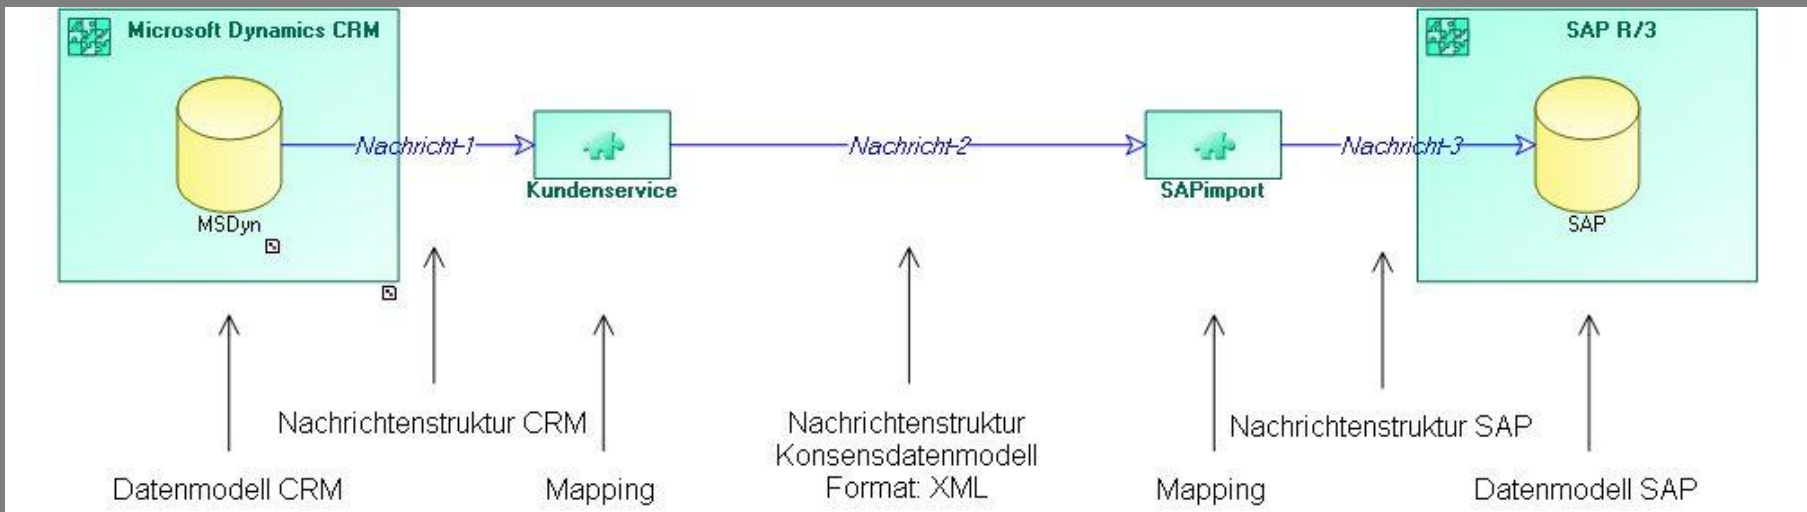 Microsoft Dynamics CRM
SAP R/3
Nachricht-1
Nachricht-2
Nachricht-3
Kundenservice
SAPimport
MSDyn
SAP
Nachrichtenstruktur CRM
Nachrichtenstruktur
Konsensdatenmodell
Format: XML
Nachrichtenstruktur SAP
Datenmodell CRM
Mapping
Mapping
Datenmodell SAP